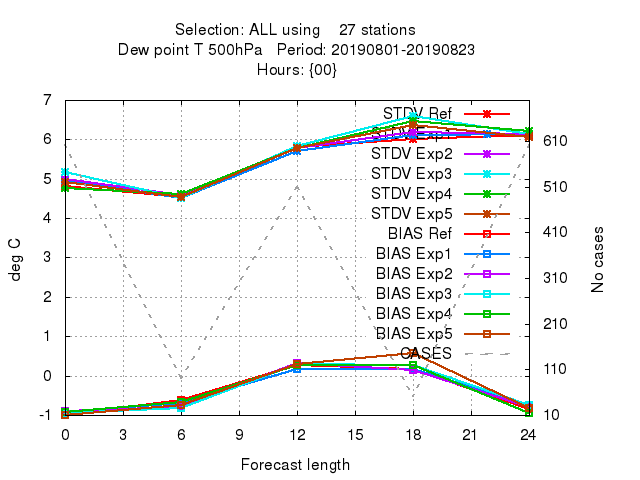 Selection: ALL using 27 stations
Dew point T 500hPa Period: 20190801-20190823
Hours: {00}
7
6
5
4
3
2
1
0
-1
deg C
0 3 6 9 12 15 18 21 24
Forecast length
610
510
410
310
210
110
10
No cases
STDV Ref
STDV Exp1
STDV Exp2
STDV Exp3
STDV Exp4
STDV Exp5
BIAS Ref
BIAS Exp1
BIAS Exp2
BIAS Exp3
BIAS Exp4
BIAS Exp5
CASES